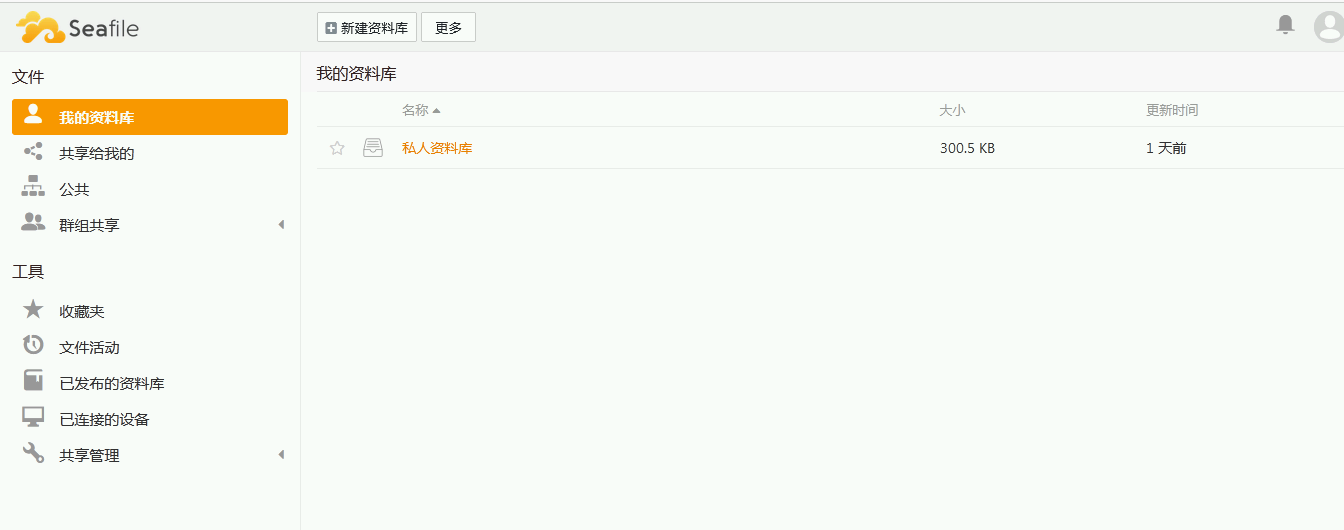 Seafile
新建资料库 更多
文件
我的资料库
共享给我的
公共
群组共享
工具
收藏夹
文件活动
已发布的资料库
已连接的设备
共享管理
我的资料库
名称 大小 更新时间
私人资料库 300.5 KB 1 天前